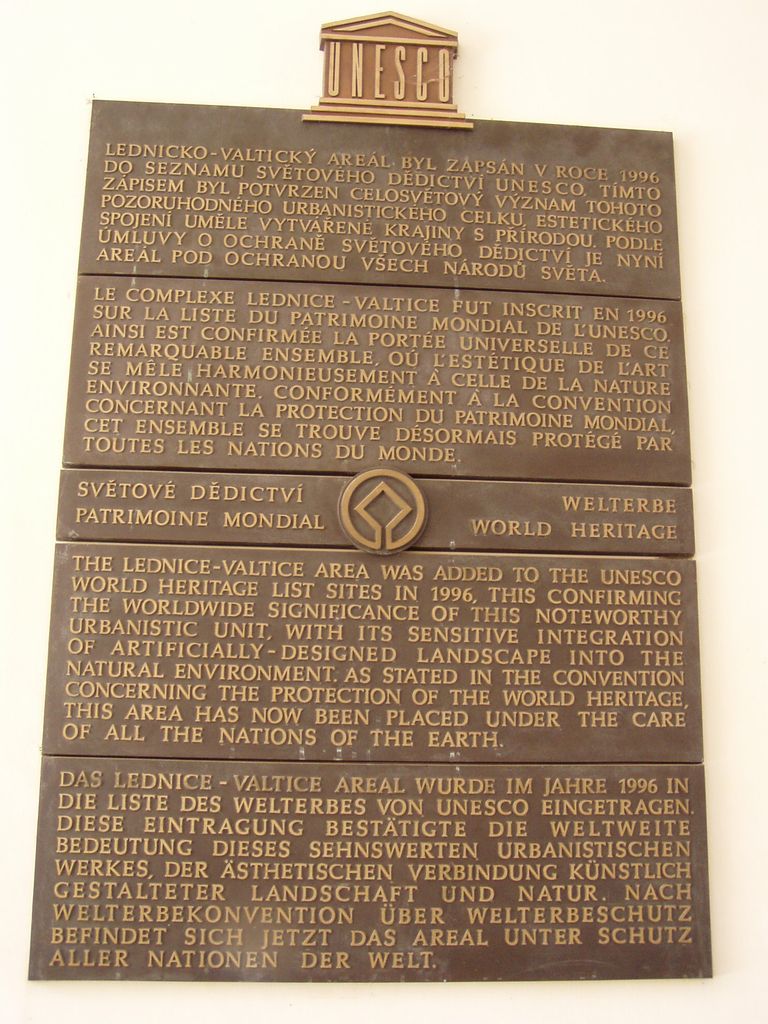 UNESCO
LEDNICKO-VALTICKÝ AREÁL BYL ZAPSÁN V ROCE 1996
DO SEZNAMU SVĚTOVÉHO DĚDICTVÍ UNESCO. TÍMTO
ZÁPISEM BYL POTVRZEN CELOSVĚTOVÝ VÝZNAM TOHOTO
POZORUHODNÉHO URBANISTICKÉHO CELKU, ESTETICKÉHO
SPOJENÍ UMĚLE VYTVÁŘENÉ KRAJINY S PŘÍRODOU. PODLE
ÚMLUVY O OCHRANĚ SVĚTOVÉHO DĚDICTVÍ JE NYNÍ
AREÁL POD OCHRANOU VŠECH NÁRODŮ SVĚTA.
LE COMPLEXE LEDNICE - VALTICE FUT INSCRIT EN 1996
SUR LA LISTE DU PATRIMOINE MONDIAL DE L'UNESCO.
AINSI EST CONFIRMÉE LA PORTÉE UNIVERSELLE DE CE
REMARQUABLE ENSEMBLE, OÚ L'ESTÉTIQUE DE L'ART
SE MÊLE HARMONIEUSEMENT À CELLE DE LA NATURE
ENVIRONNANTE. CONFORMÉMENT À LA CONVENTION
CONCERNANT LA PROTECTION DU PATRIMOINE MONDIAL,
CET ENSEMBLE SE TROUVE DÉSORMAIS PROTÉGÉ PAR
TOUTES LES NATIONS DU MONDE.
SVĚTOVÉ DĚDICTVÍ WELTERBE
PATRIMOINE MONDIAL WORLD HERITAGE
THE LEDNICE-VALTICE AREA WAS ADDED TO THE UNESCO
WORLD HERITAGE LIST SITES IN 1996, THIS CONFIRMING
THE WORLDWIDE SIGNIFICANCE OF THIS NOTEWORTHY
URBANISTIC UNIT, WITH ITS SENSITIVE INTEGRATION
OF ARTIFICIALLY-DESIGNED LANDSCAPE INTO THE
NATURAL ENVIRONMENT. AS STATED IN THE CONVENTION
CONCERNING THE PROTECTION OF THE WORLD HERITAGE,
THIS AREA HAS NOW BEEN PLACED UNDER THE CARE
OF ALL THE NATIONS OF THE EARTH.
DAS LEDNICE - VALTICE AREAL WURDE IM JAHRE 1996 IN
DIE LISTE DES WELTERBES VON UNESCO EINGETRAGEN.
DIESE EINTRAGUNG BESTÄTIGTE DIE WELTWEITE
BEDEUTUNG DIESES SEHNSWERTEN URBANISTISCHEN
WERKES, DER ÄSTHETISCHEN VERBINDUNG KÜNSTLICH
GESTALTETER LANDSCHAFT UND NATUR. NACH
WELTERBEKONVENTION ÜBER WELTERBESCHUTZ
BEFINDET SICH JETZT DAS AREAL UNTER SCHUTZ
ALLER NATIONEN DER WELT.